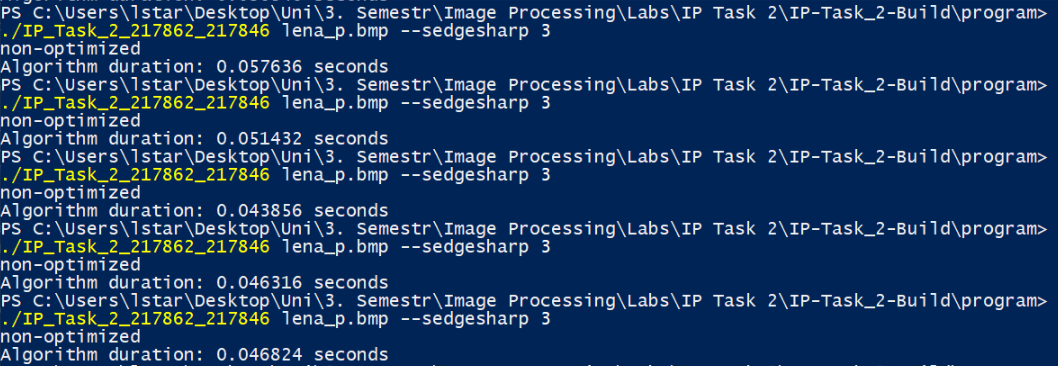 PS C:\Users\lstar\Desktop\Uni\3. Semestr\Image Processing\Labs\IP Task 2\IP-Task_2-Build\program>
./IP_Task_2_217862_217846 lena_p.bmp --sedgesharp 3
non-optimized
Algorithm duration: 0.057636 seconds
PS C:\Users\lstar\Desktop\Uni\3. Semestr\Image Processing\Labs\IP Task 2\IP-Task_2-Build\program>
./IP_Task_2_217862_217846 lena_p.bmp --sedgesharp 3
non-optimized
Algorithm duration: 0.051432 seconds
PS C:\Users\lstar\Desktop\Uni\3. Semestr\Image Processing\Labs\IP Task 2\IP-Task_2-Build\program>
./IP_Task_2_217862_217846 lena_p.bmp --sedgesharp 3
non-optimized
Algorithm duration: 0.043856 seconds
PS C:\Users\lstar\Desktop\Uni\3. Semestr\Image Processing\Labs\IP Task 2\IP-Task_2-Build\program>
./IP_Task_2_217862_217846 lena_p.bmp --sedgesharp 3
non-optimized
Algorithm duration: 0.046316 seconds
PS C:\Users\lstar\Desktop\Uni\3. Semestr\Image Processing\Labs\IP Task 2\IP-Task_2-Build\program>
./IP_Task_2_217862_217846 lena_p.bmp --sedgesharp 3
non-optimized
Algorithm duration: 0.046824 seconds